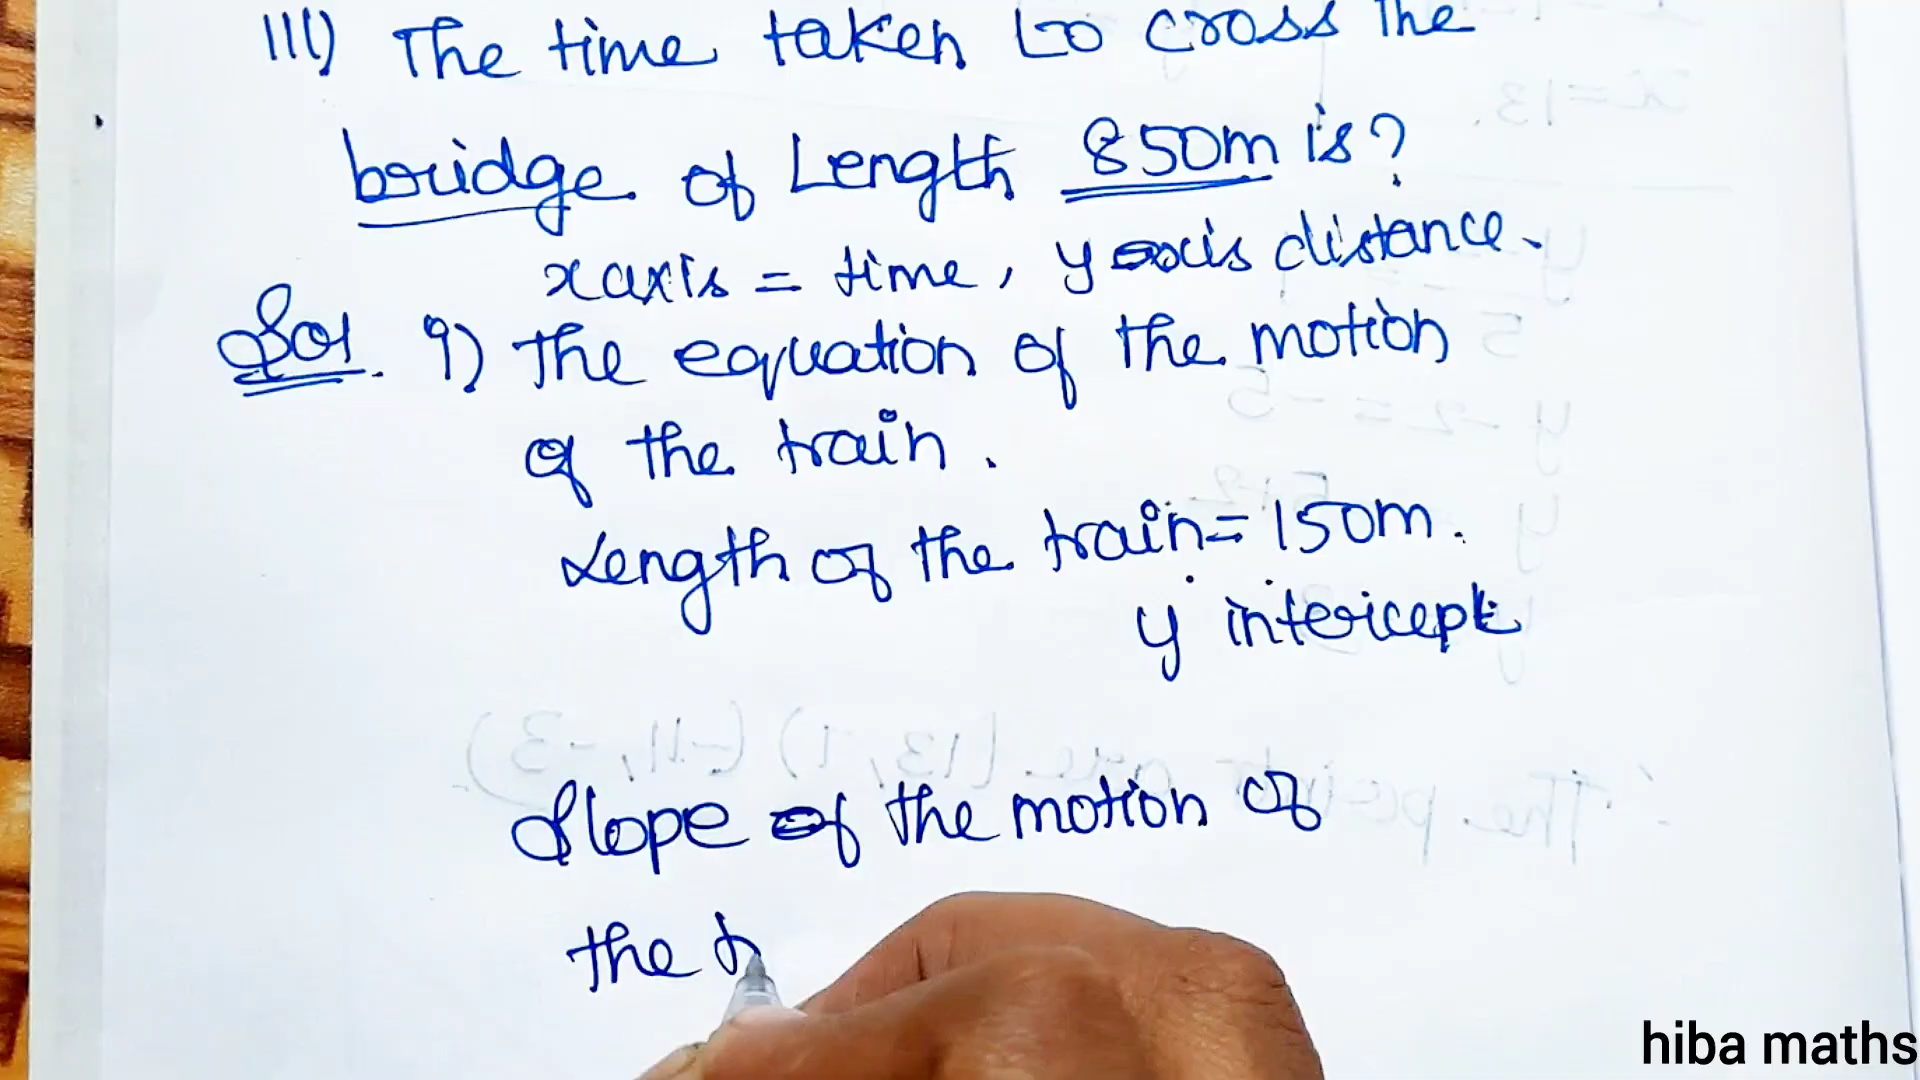 III) The time taken to cross the
bridge of Length 850m is?
x axis = time, y axis distance.
Sol. i) The equation of the motion
of the train.
Length of the train = 150m.
y intericept
Slope of the motion of
the
hiba maths